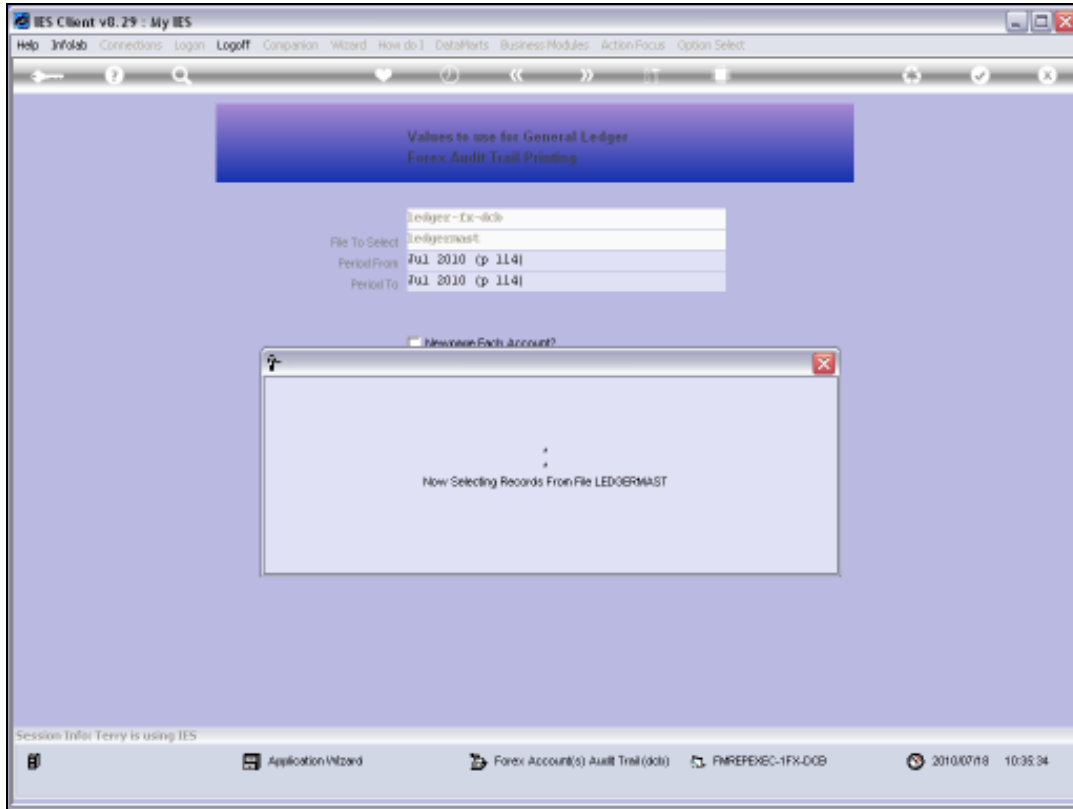 IES Client v8.29 : My IES
Help Infolab Connections Logon Logoff Companion Wizard How do I DataMarts Business Modules Action Focus Option Select
Values to use for General Ledger
Forex Audit Trail Printing
ledger-fx-dcb
File To Select ledgermast
Period From Jul 2010 (p 114)
Period To Jul 2010 (p 114)
Newpage Each Account?
Now Selecting Records From File LEDGERMAST
Session Info: Terry is using IES
Application Wizard Forex Account(s) Audit Trail (dcb) FMREPEXEC-1FX-DCB 2010/07/18 10:35:34